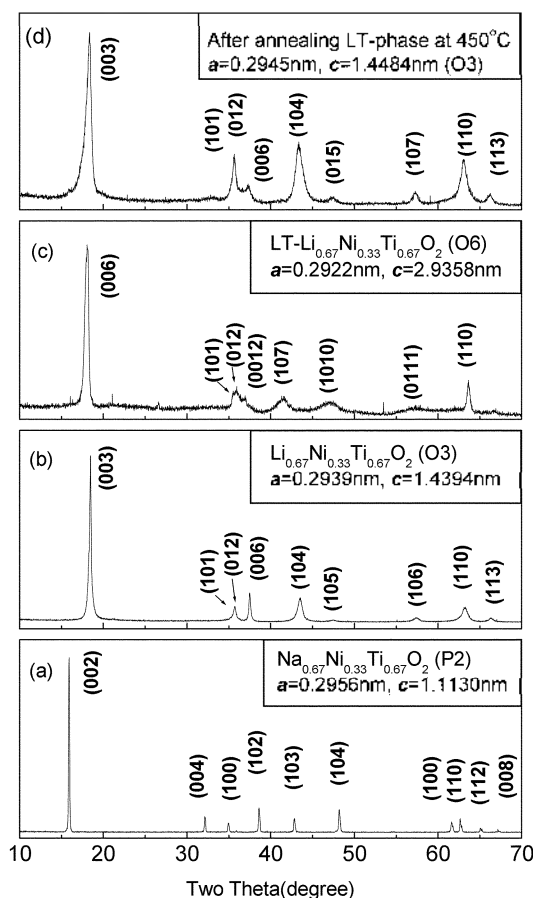 (d)
After annealing LT-phase at 450°C
a=0.2945nm, c=1.4484nm (O3)
(003)
(101)
(012)
(006)
(104)
(015)
(107)
(110)
(113)
(c)
LT-Li0.67Ni0.33Ti0.67O2 (O6)
a=0.2922nm, c=2.9358nm
(006)
(101)
(012)
(0012)
(107)
(1010)
(0111)
(110)
(b)
Li0.67Ni0.33Ti0.67O2 (O3)
a=0.2939nm, c=1.4394nm
(003)
(101)
(012)
(006)
(104)
(105)
(106)
(110)
(113)
(a)
Na0.67Ni0.33Ti0.67O2 (P2)
a=0.2956nm, c=1.1130nm
(002)
(004)
(100)
(102)
(103)
(104)
(100)
(110)
(112)
(008)
10 20 30 40 50 60 70
Two Theta(degree)